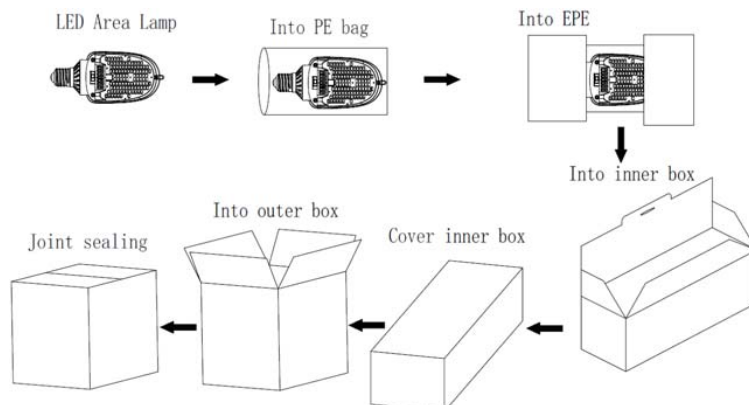 LED Area Lamp
Into PE bag
Into EPE
Into inner box
Cover inner box
Into outer box
Joint sealing